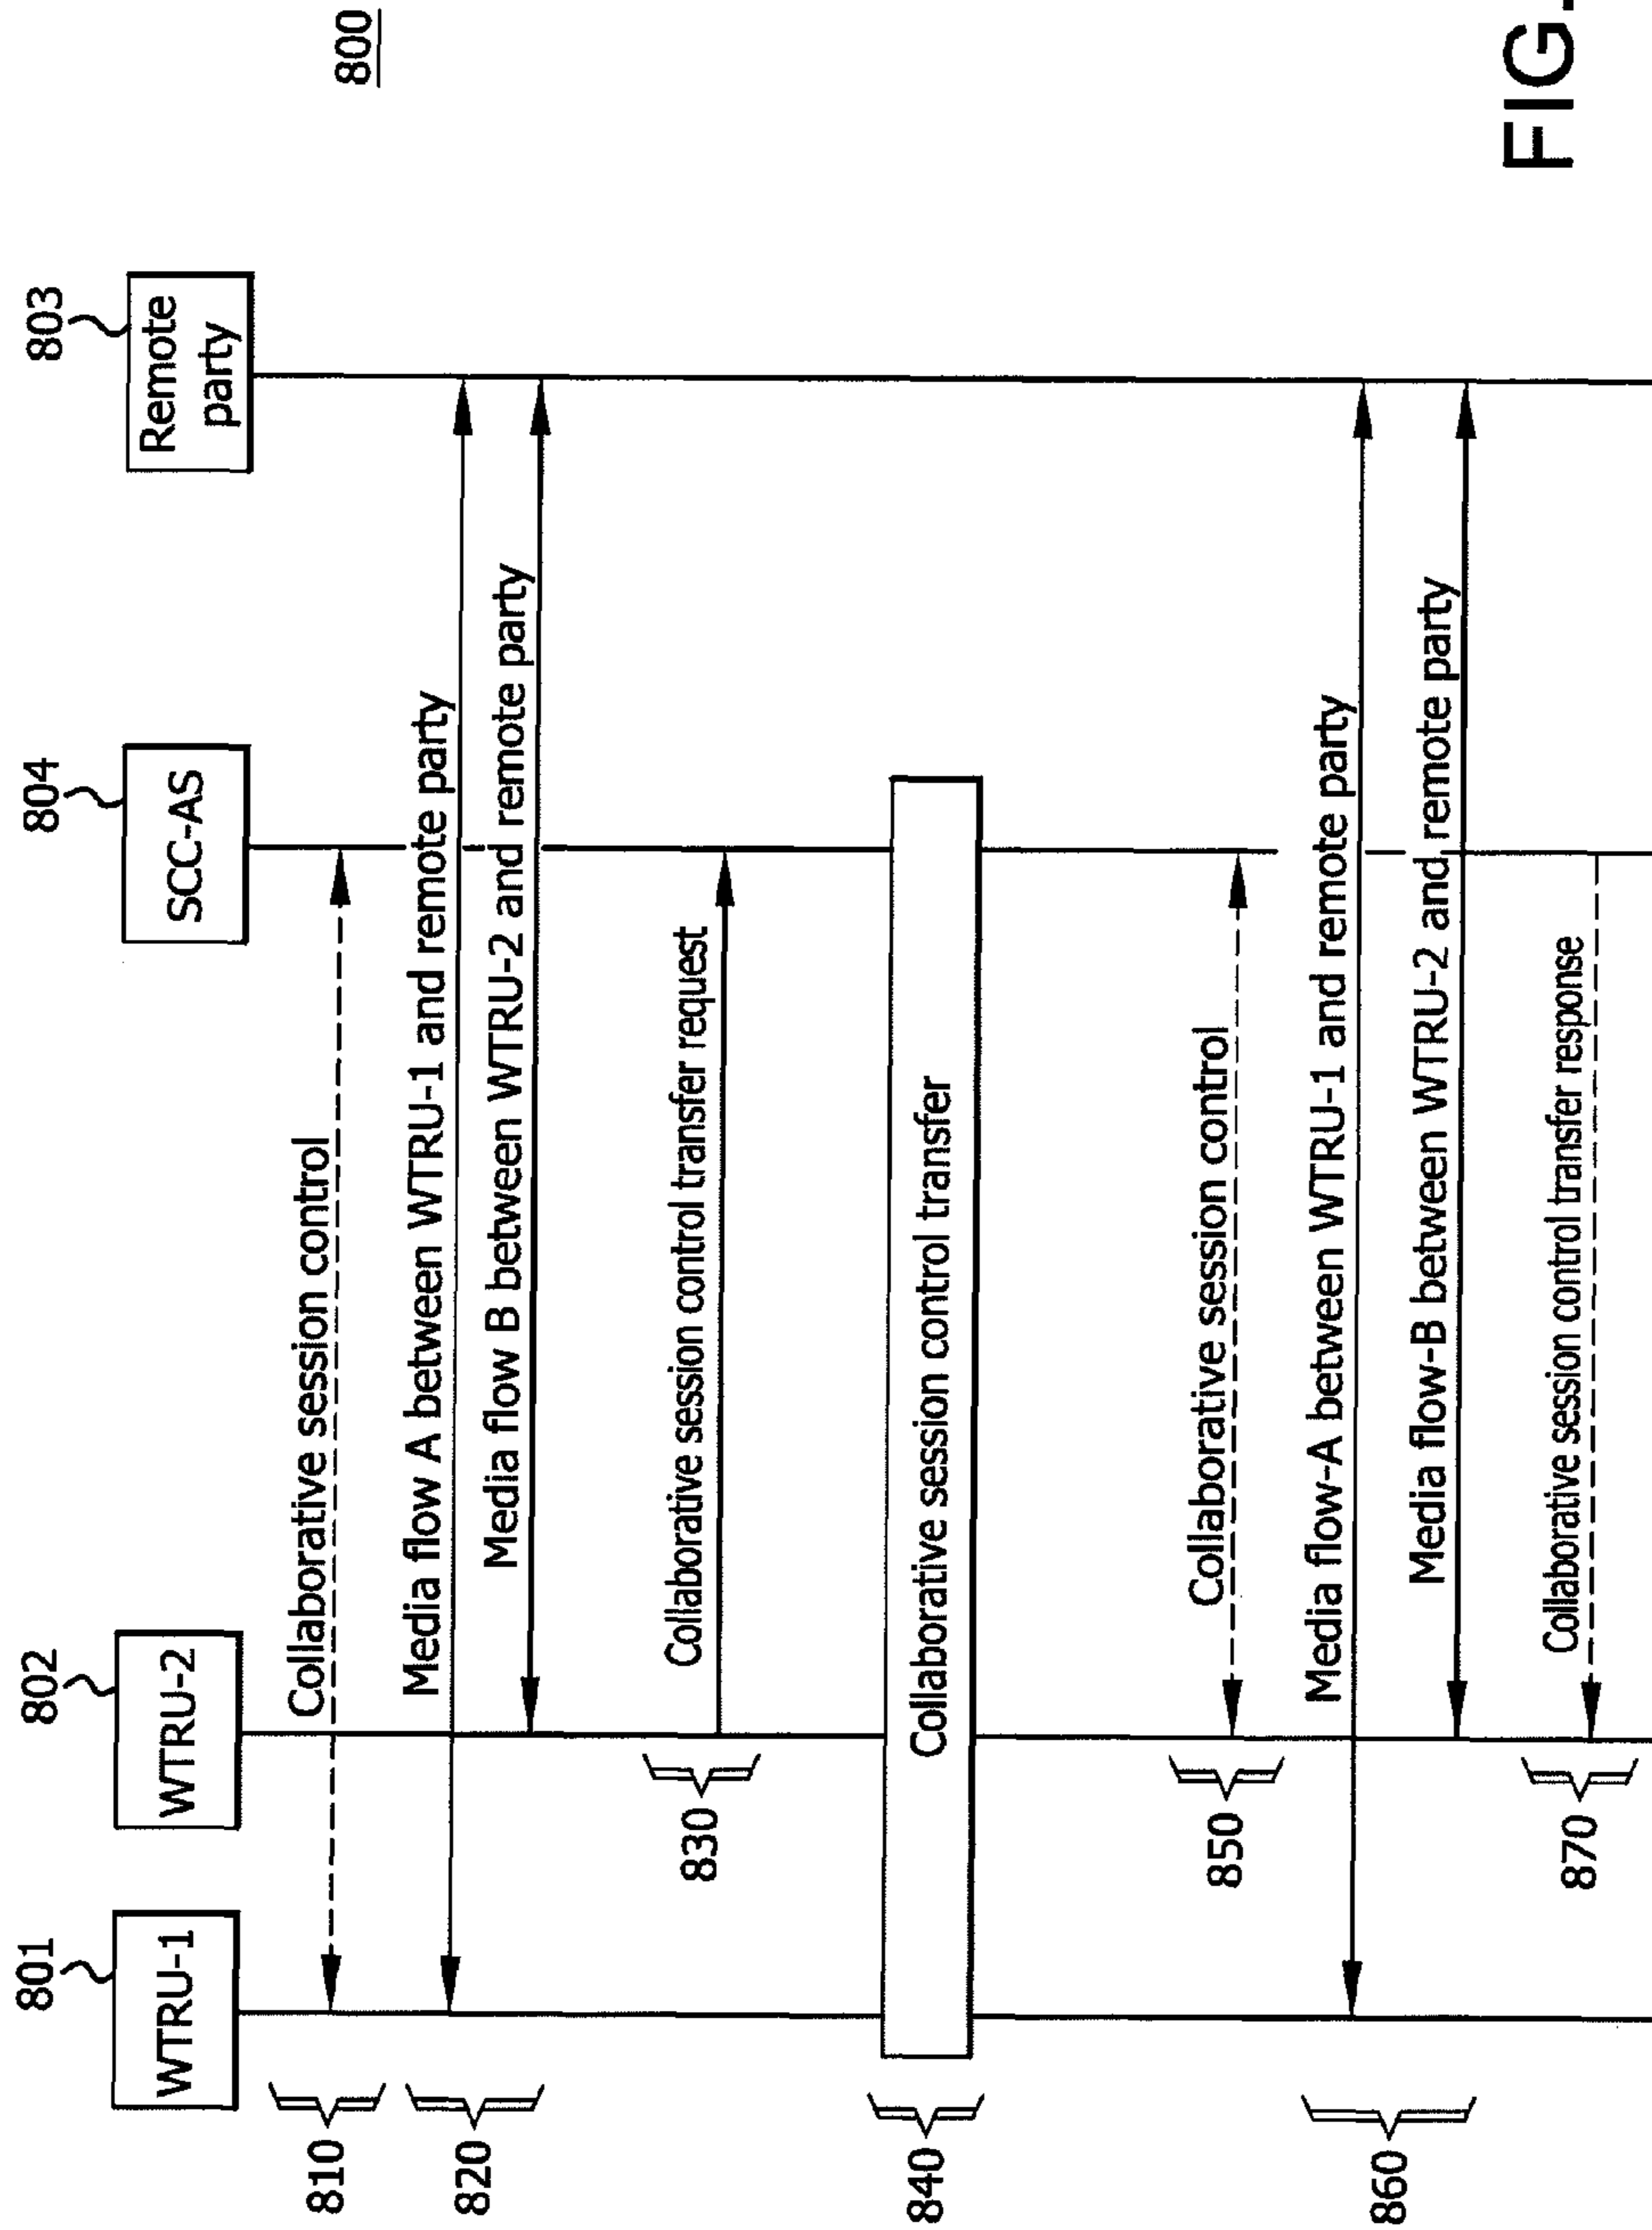 800
801
802
804
803
WTRU-1
WTRU-2
SCC-AS
Remote
party
810
Collaborative session control
820
Media flow A between WTRU-1 and remote party
Media flow B between WTRU-2 and remote party
830
Collaborative session control transfer request
840
Collaborative session control transfer
850
Collaborative session control
860
Media flow-A between WTRU-1 and remote party
Media flow-B between WTRU-2 and remote party
870
Collaborative session control transfer response
FIG.